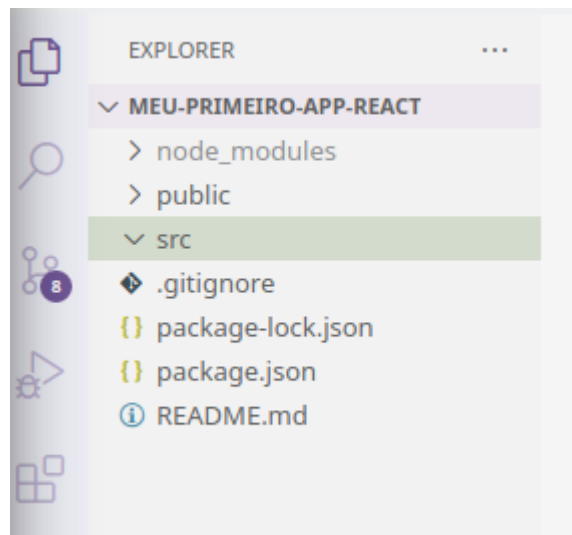 EXPLORER ...
MEU-PRIMEIRO-APP-REACT
node_modules
public
src
8
.gitignore
package-lock.json
package.json
README.md